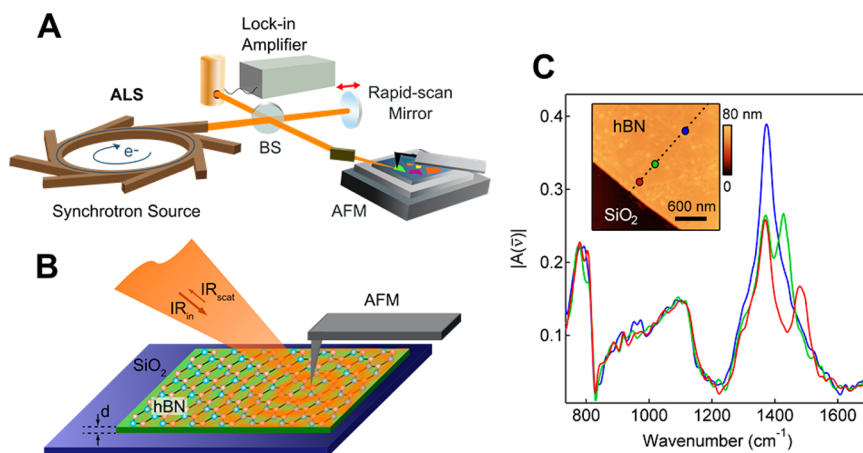 A
Lock-in
Amplifier
ALS
Rapid-scan
Mirror
BS
e-
AFM
Synchrotron Source
B
IRscat
IRin
AFM
SiO2
hBN
d
C
0.4
0.3
0.2
0.1
|A(ν̄)|
hBN
80 nm
0
SiO2
600 nm
800
1000
1200
1400
1600
Wavenumber (cm-1)